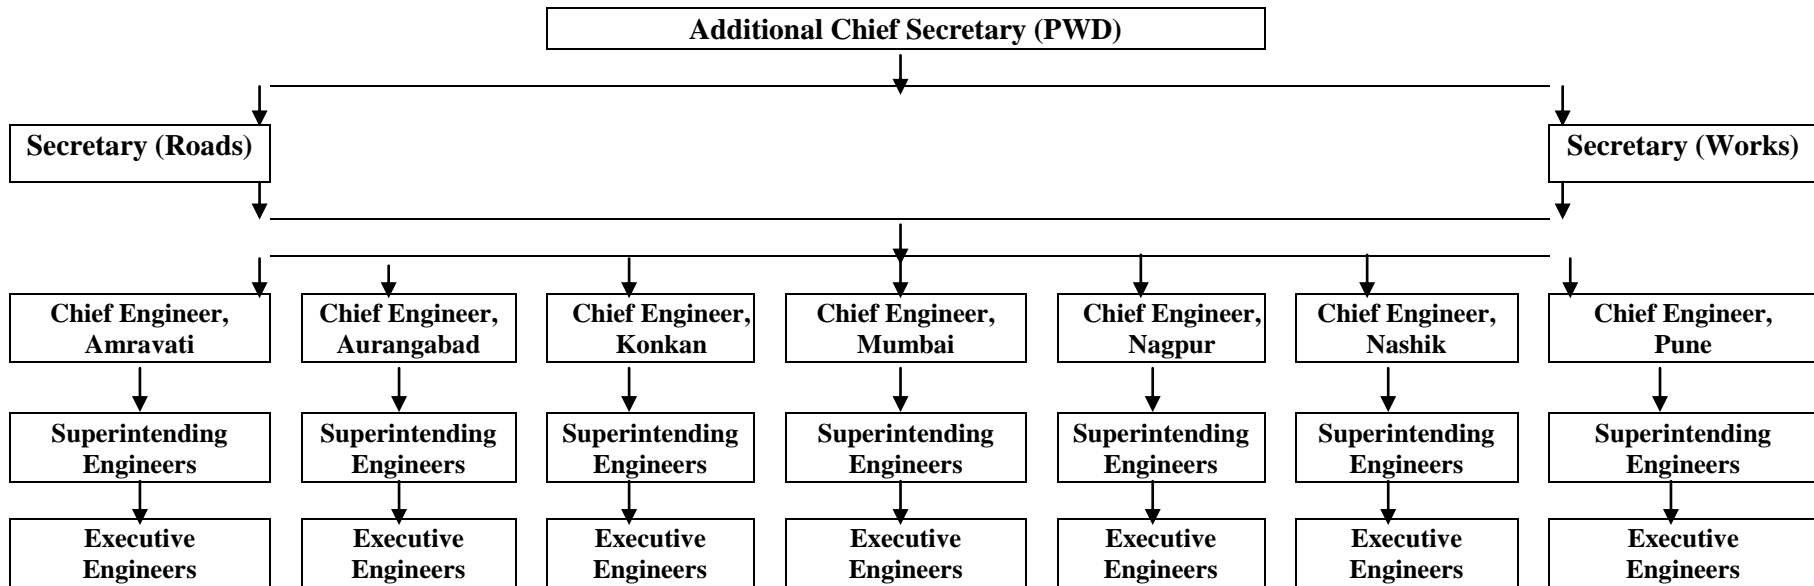 Additional Chief Secretary (PWD)
Secretary (Roads)
Secretary (Works)
Chief Engineer,
Amravati
Chief Engineer,
Aurangabad
Chief Engineer,
Konkan
Chief Engineer,
Mumbai
Chief Engineer,
Nagpur
Chief Engineer,
Nashik
Chief Engineer,
Pune
Superintending
Engineers
Superintending
Engineers
Superintending
Engineers
Superintending
Engineers
Superintending
Engineers
Superintending
Engineers
Superintending
Engineers
Executive
Engineers
Executive
Engineers
Executive
Engineers
Executive
Engineers
Executive
Engineers
Executive
Engineers
Executive
Engineers